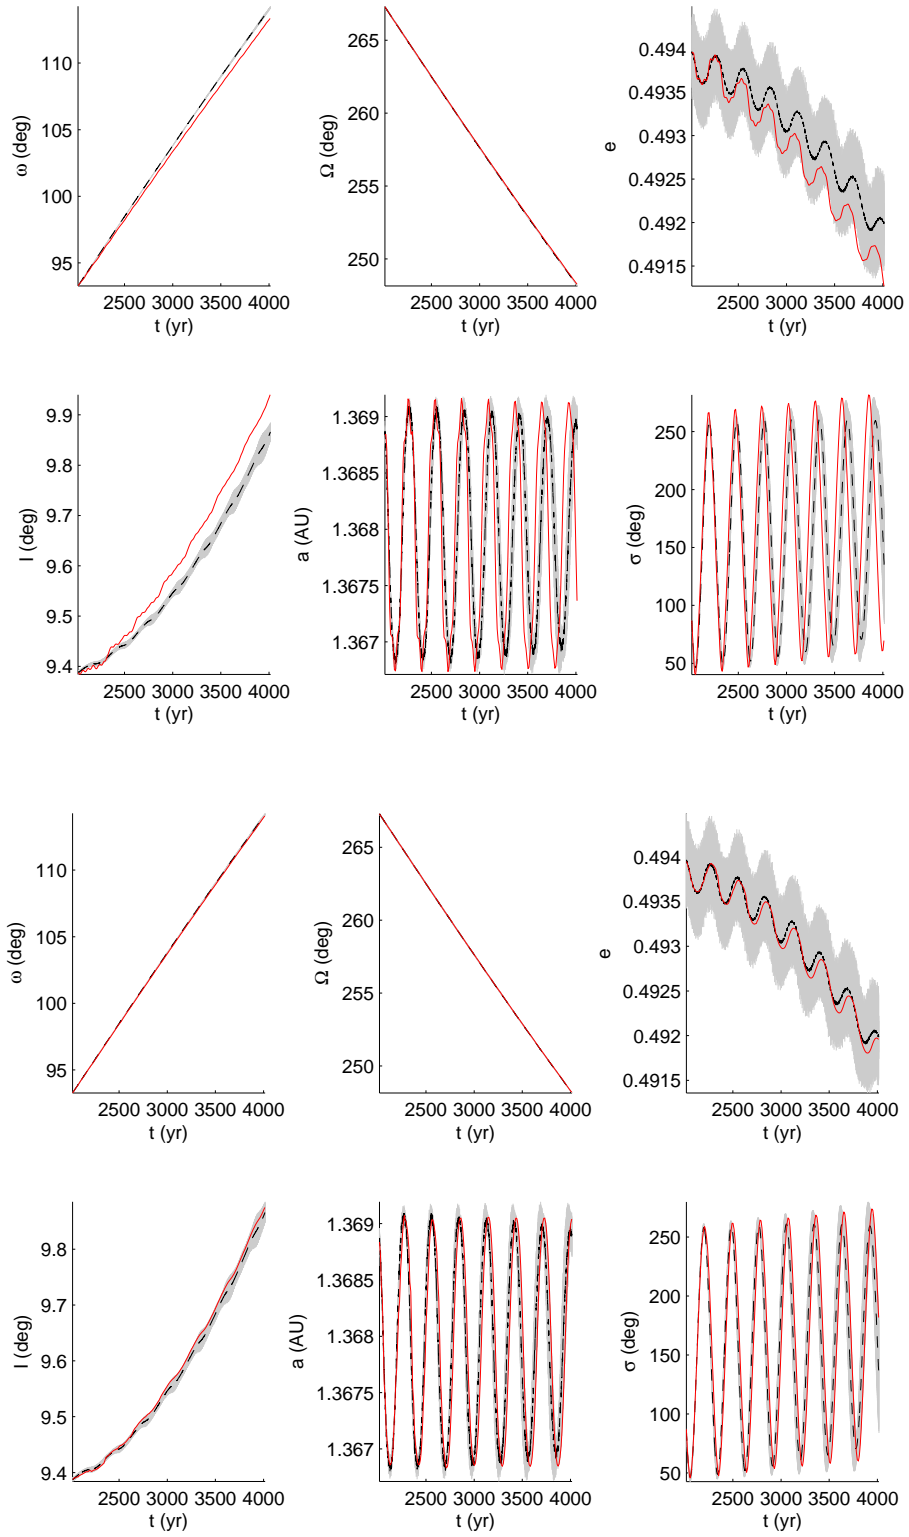 110
105
100
95
ω (deg)
2500 3000 3500 4000
t (yr)
265
260
255
250
Ω (deg)
2500 3000 3500 4000
t (yr)
0.494
0.4935
0.493
0.4925
0.492
0.4915
e
2500 3000 3500 4000
t (yr)
9.9
9.8
9.7
9.6
9.5
9.4
I (deg)
2500 3000 3500 4000
t (yr)
1.369
1.3685
1.368
1.3675
1.367
a (AU)
2500 3000 3500 4000
t (yr)
250
200
150
100
50
σ (deg)
2500 3000 3500 4000
t (yr)
110
105
100
95
ω (deg)
2500 3000 3500 4000
t (yr)
265
260
255
250
Ω (deg)
2500 3000 3500 4000
t (yr)
0.494
0.4935
0.493
0.4925
0.492
0.4915
e
2500 3000 3500 4000
t (yr)
9.8
9.7
9.6
9.5
9.4
I (deg)
2500 3000 3500 4000
t (yr)
1.369
1.3685
1.368
1.3675
1.367
a (AU)
2500 3000 3500 4000
t (yr)
250
200
150
100
50
σ (deg)
2500 3000 3500 4000
t (yr)